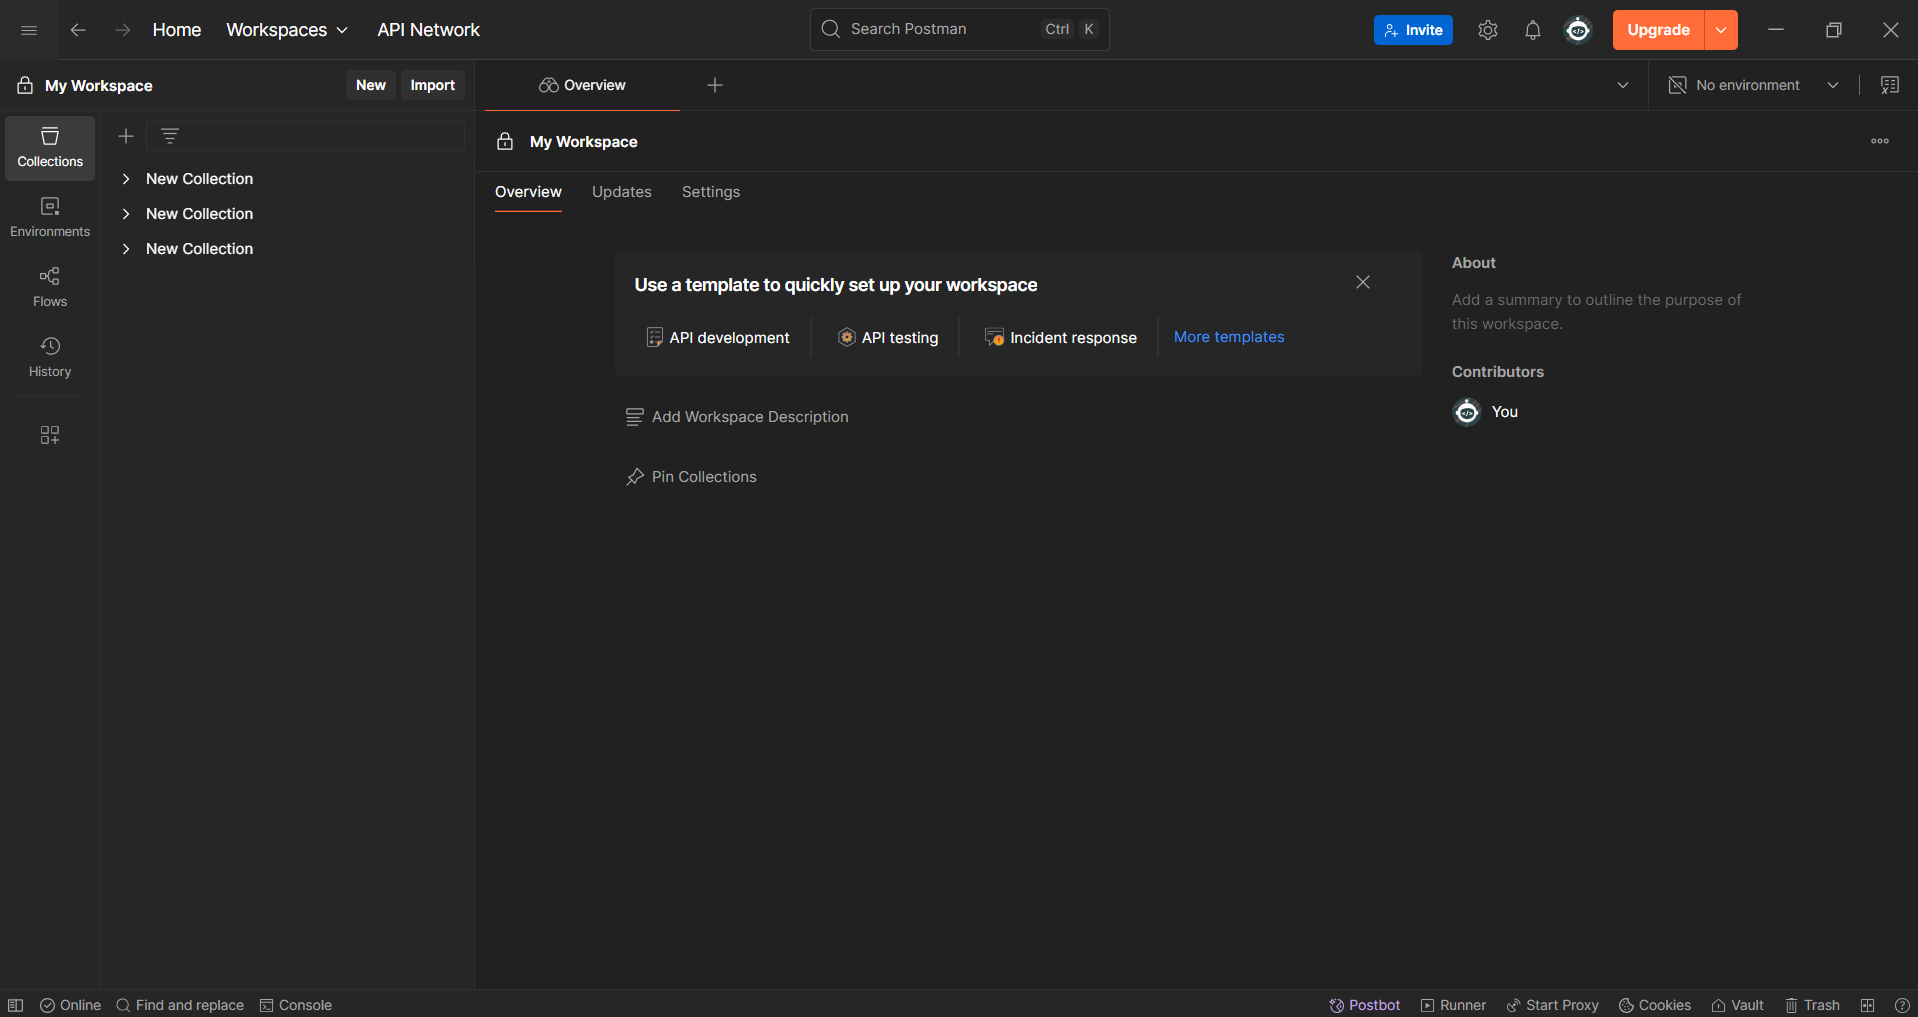 Home Workspaces API Network Search Postman Ctrl K Invite Upgrade
My Workspace New Import Overview No environment
Collections
Environments
Flows
History
New Collection
New Collection
New Collection
My Workspace
Overview Updates Settings
Use a template to quickly set up your workspace
API development API testing Incident response More templates
Add Workspace Description
Pin Collections
About
Add a summary to outline the purpose of
this workspace.
Contributors
You
Online Find and replace Console Postbot Runner Start Proxy Cookies Vault Trash